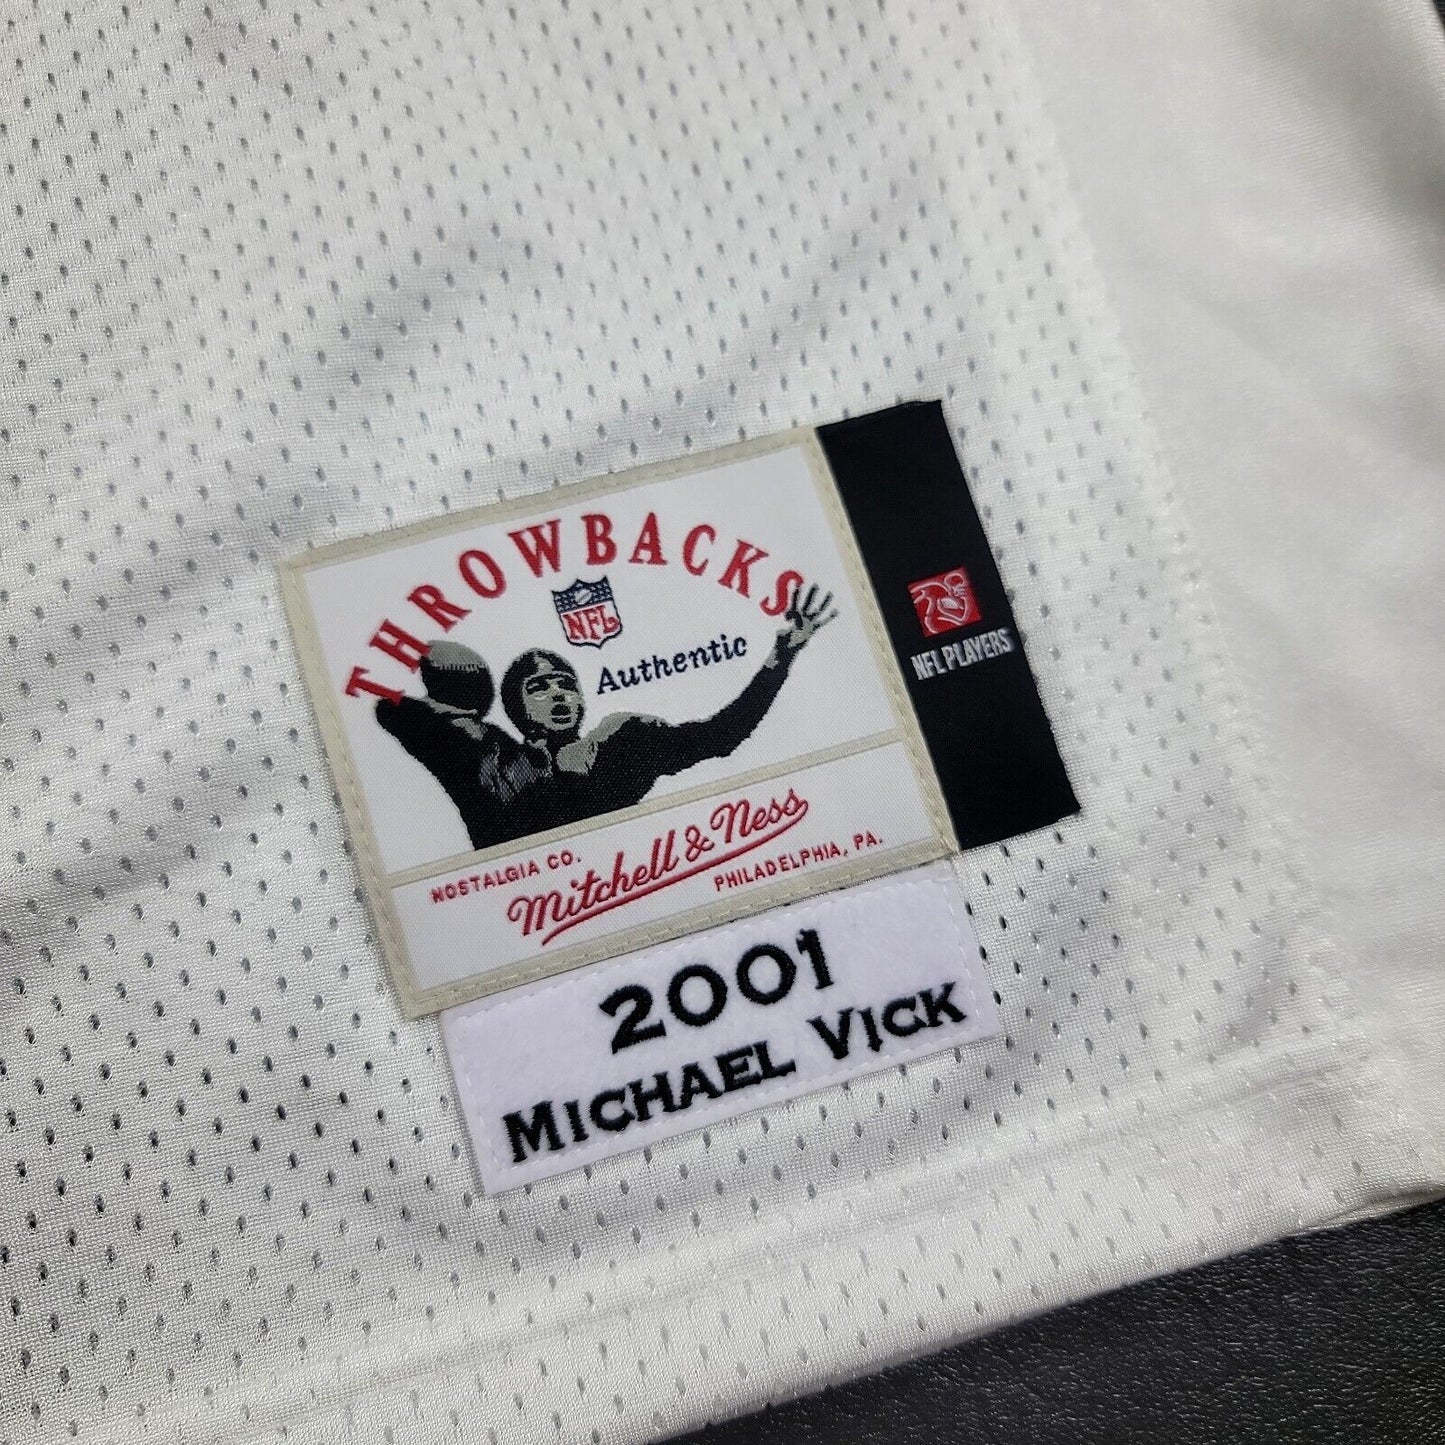 THROWBACKS
NFL
Authentic
NFL PLAYERS
NOSTALGIA CO.
Mitchell & Ness
PHILADELPHIA, PA.
2001
MICHAEL VICK